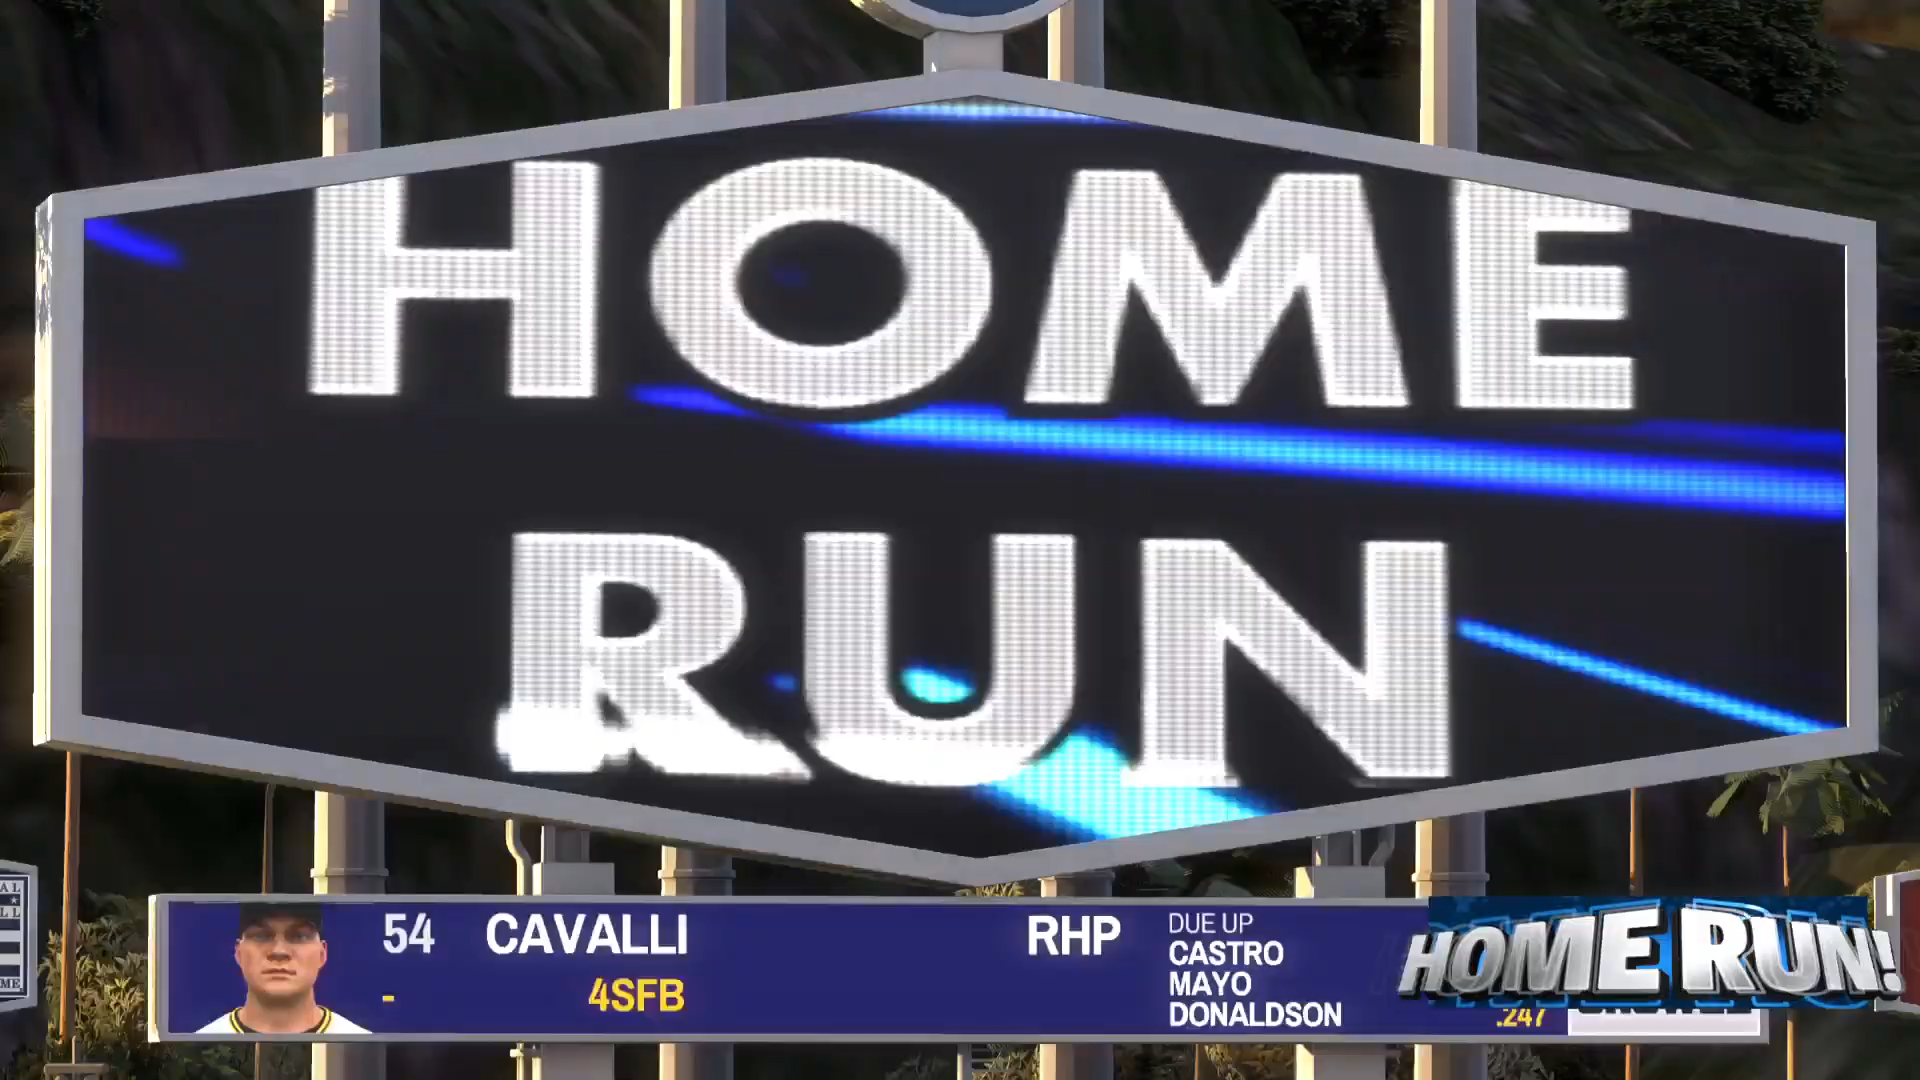 HOME
RUN
54 CAVALLI RHP
- 4SFB
DUE UP
CASTRO
MAYO
DONALDSON
.247
HOME RUN!